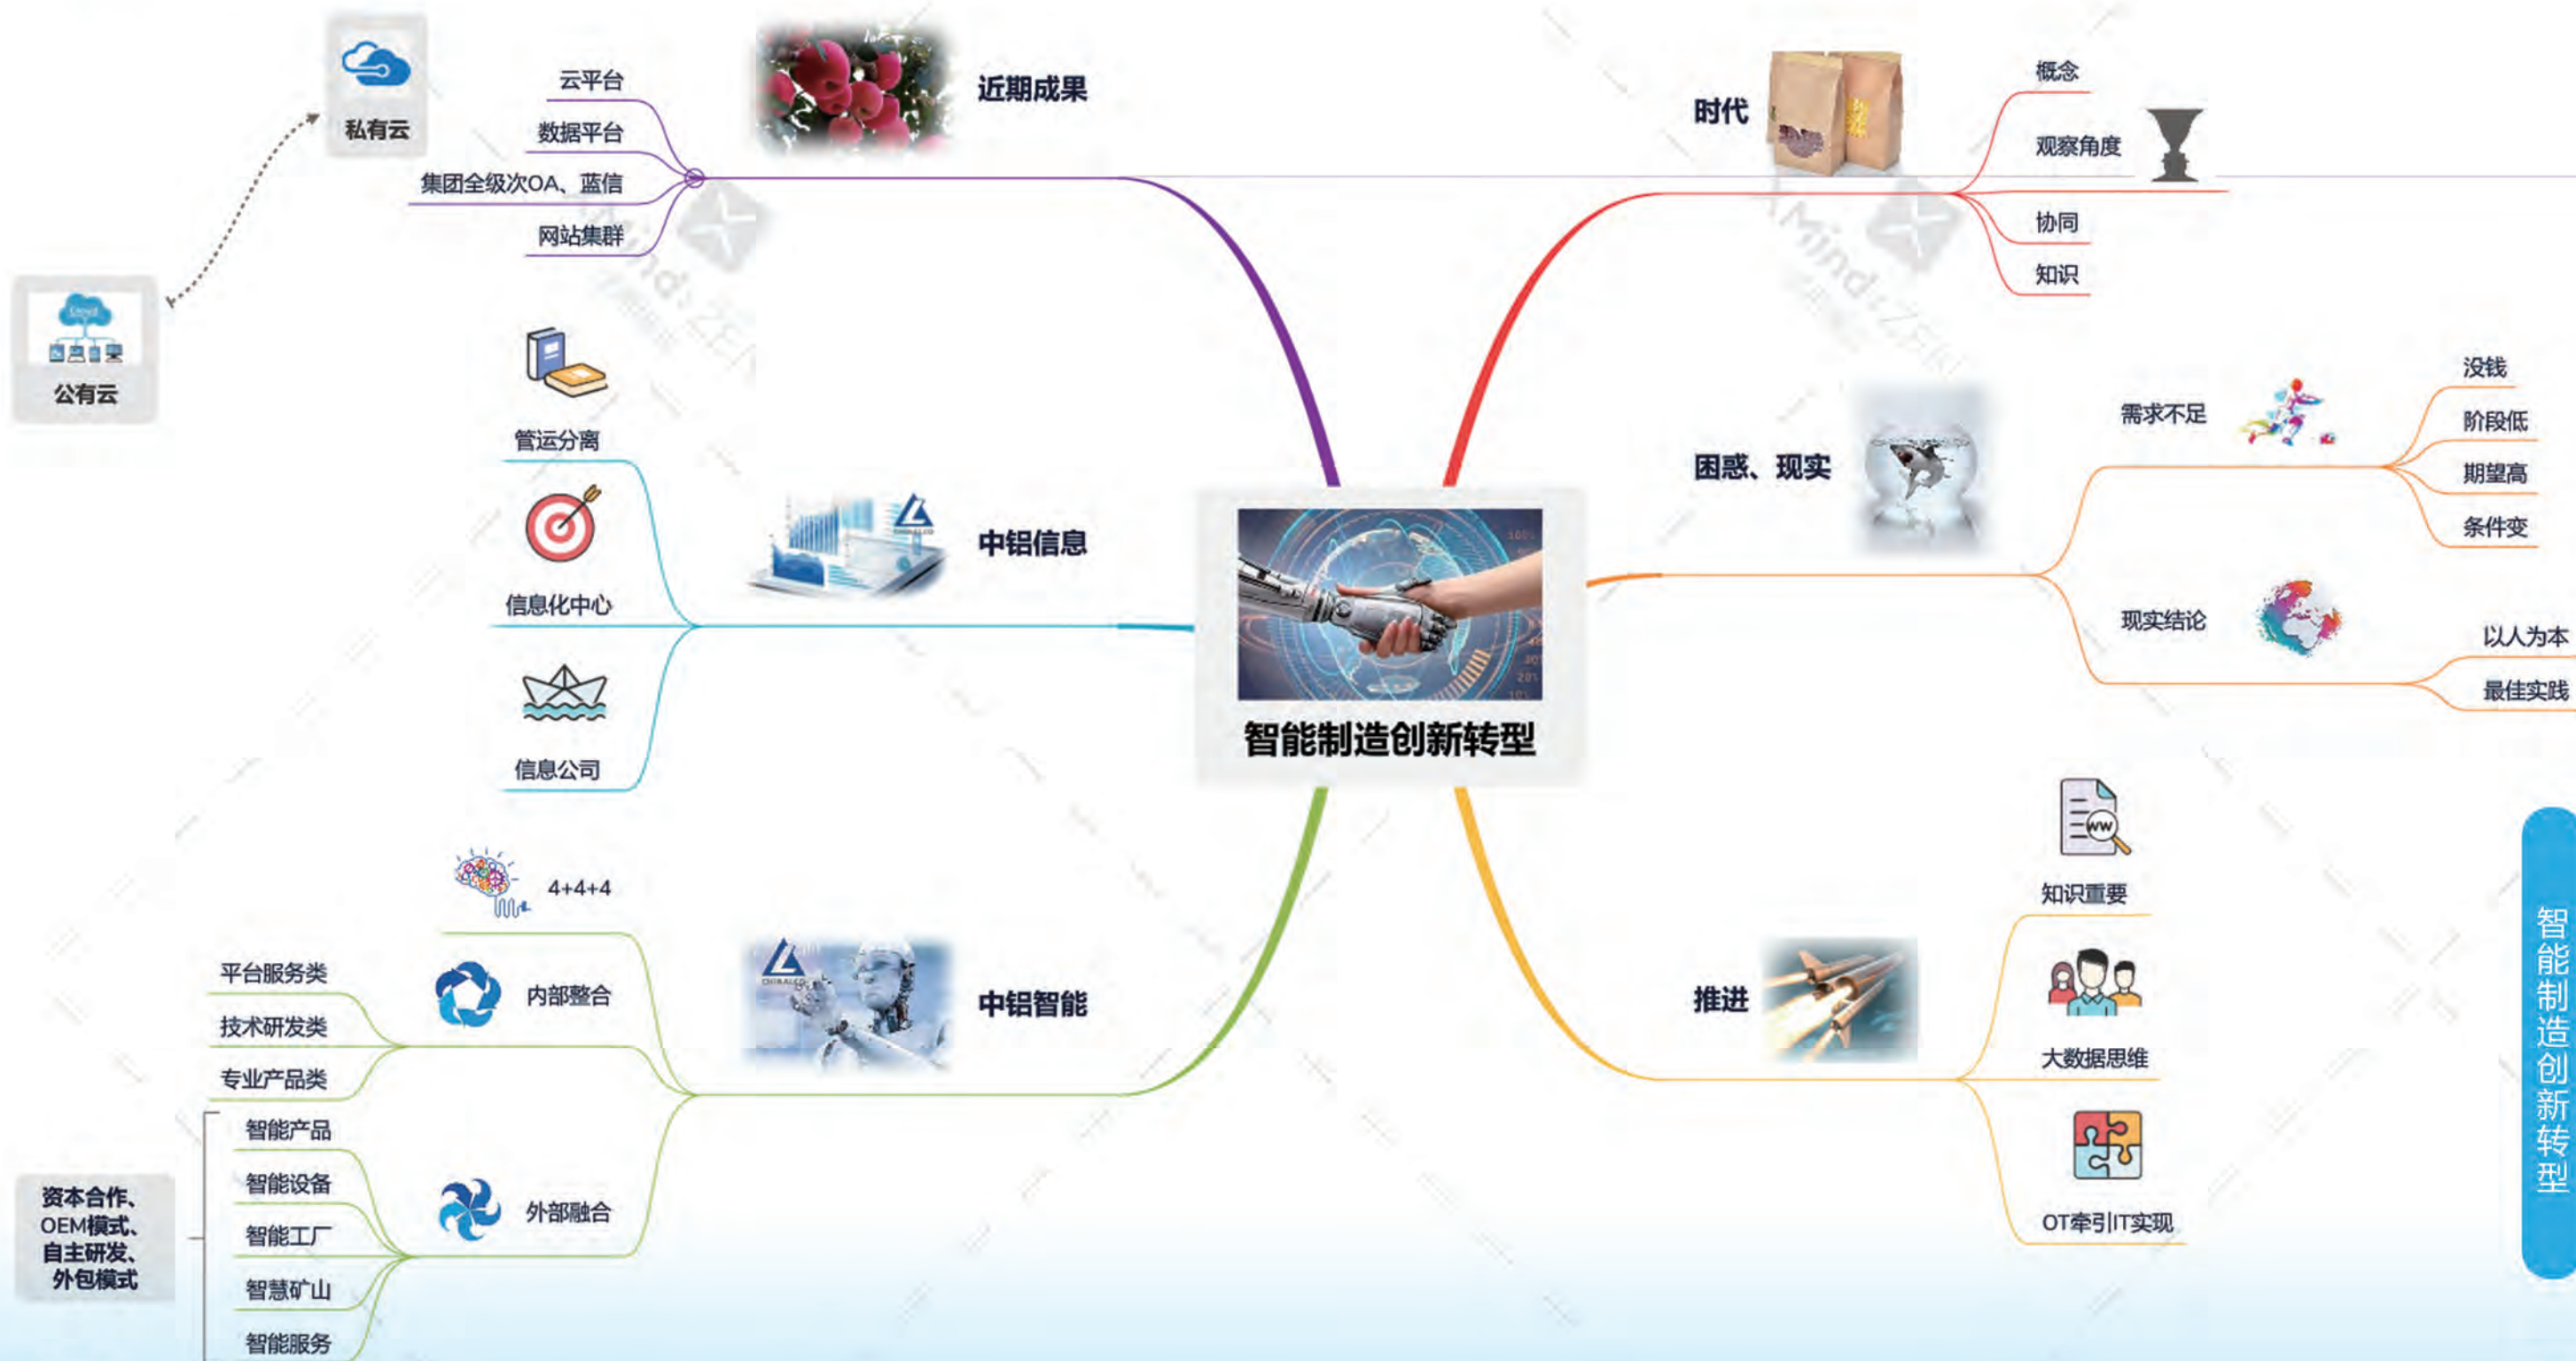 智能制造创新转型
时代
概念
观察角度
协同
知识
困惑、现实
需求不足
没钱
阶段低
期望高
条件变
现实结论
以人为本
最佳实践
推进
知识重要
WW
大数据思维
OT牵引IT实现
近期成果
云平台
数据平台
集团全级次OA、蓝信
网站集群
私有云
公有云
Cloud
中铝信息
CHINALCO
管运分离
信息化中心
信息公司
中铝智能
CHINALCO
4+4+4
内部整合
平台服务类
技术研发类
专业产品类
外部融合
智能产品
智能设备
智能工厂
智慧矿山
智能服务
资本合作、
OEM模式、
自主研发、
外包模式
智能制造创新转型
XMind:ZEN
XMind:ZEN